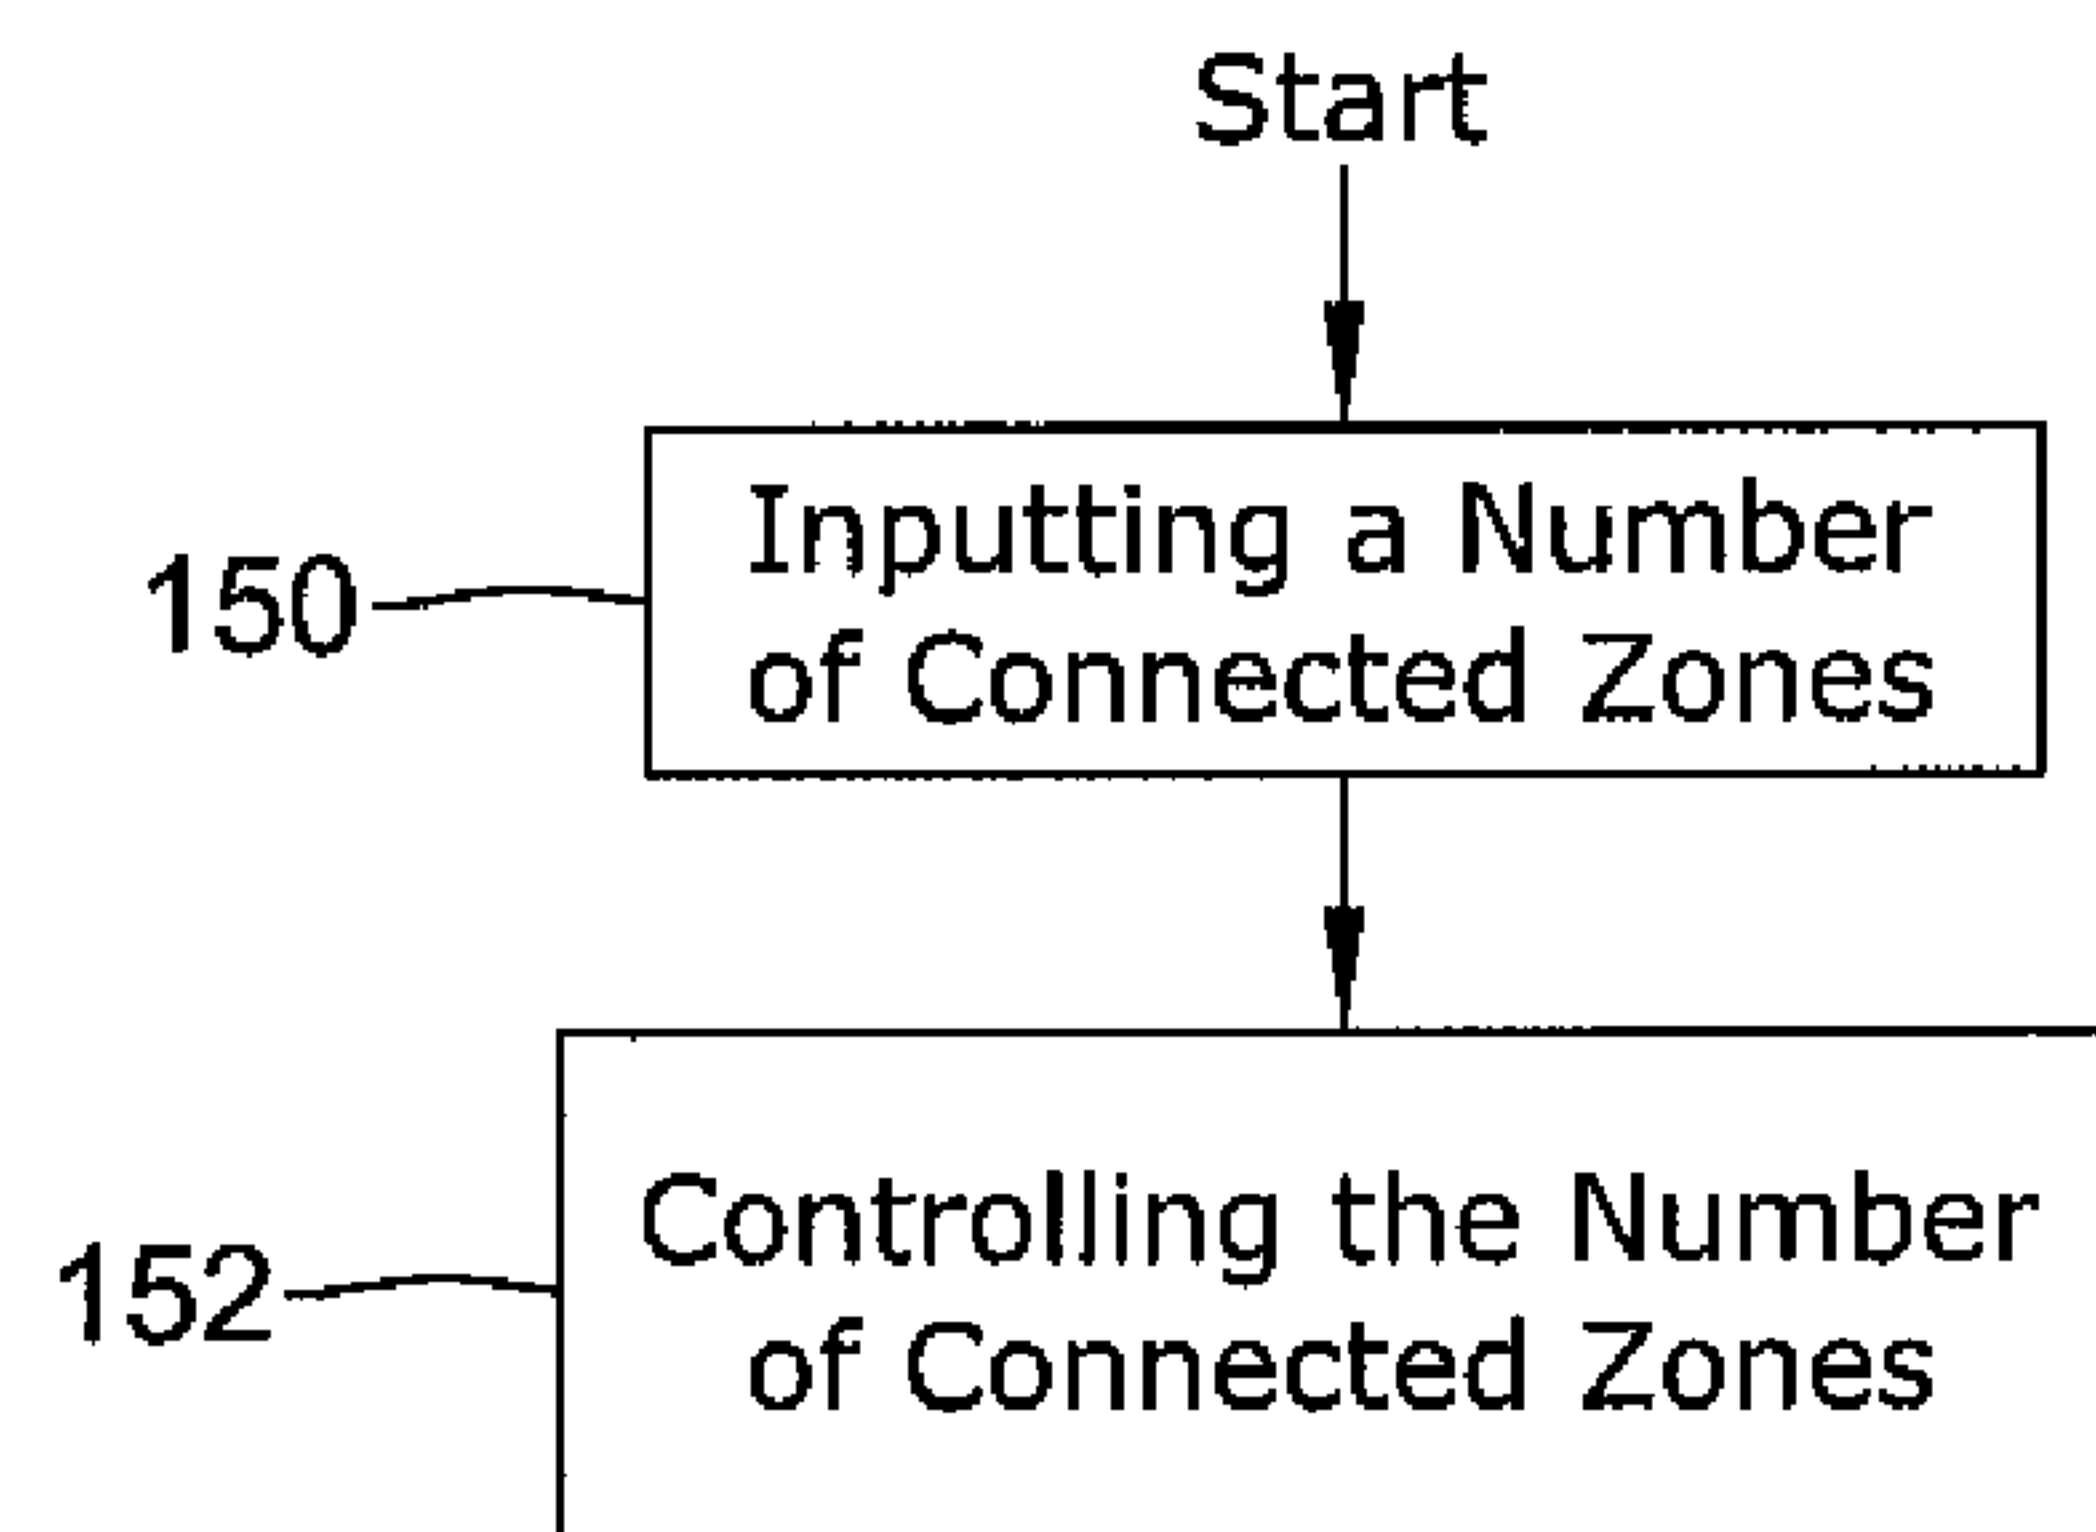 Start
150
Inputting a Number
of Connected Zones
152
Controlling the Number
of Connected Zones